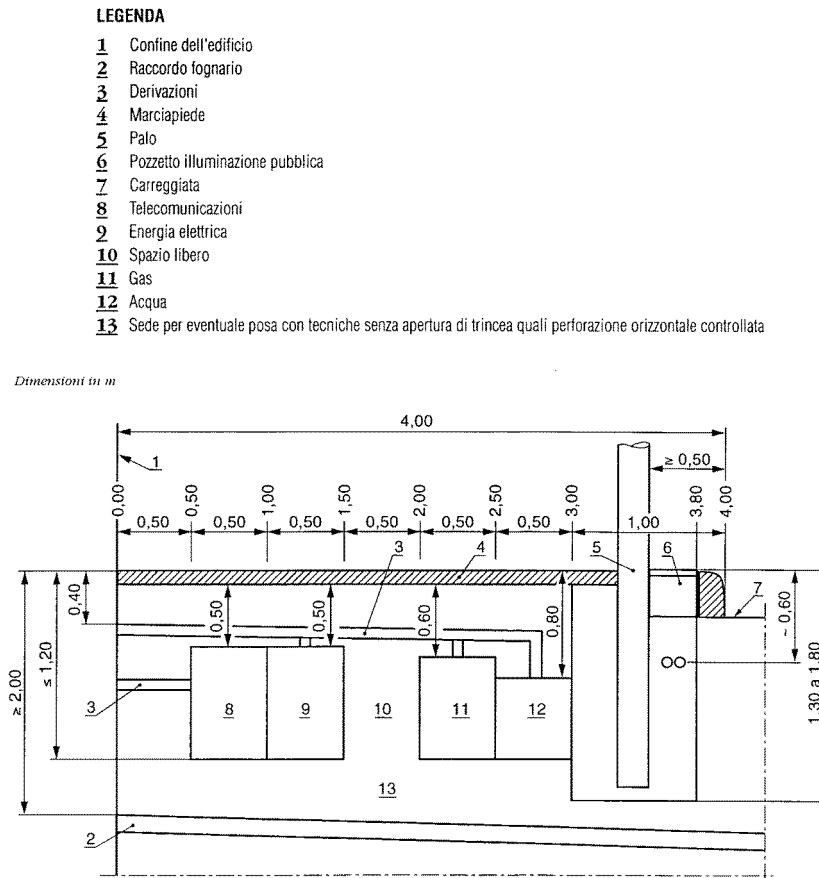 LEGENDA
1 Confine dell'edificio
2 Raccordo fognario
3 Derivazioni
4 Marciapiede
5 Palo
6 Pozzetto illuminazione pubblica
7 Carreggiata
8 Telecomunicazioni
9 Energia elettrica
10 Spazio libero
11 Gas
12 Acqua
13 Sede per eventuale posa con tecniche senza apertura di trincea quali perforazione orizzontale controllata
Dimensioni in m
4,00
1
≥ 0,50
0,00 0,50 1,00 1,50 2,00 2,50 3,00 3,80 4,00
0,50 0,50 0,50 0,50 0,50 0,50 1,00
3 4 5 6 7
0,40 0,50 0,50 0,60 0,80 ~ 0,60
3
≥ 2,00 ≤ 1,20 1,30 a 1,80
8 9 10 11 12
13
2